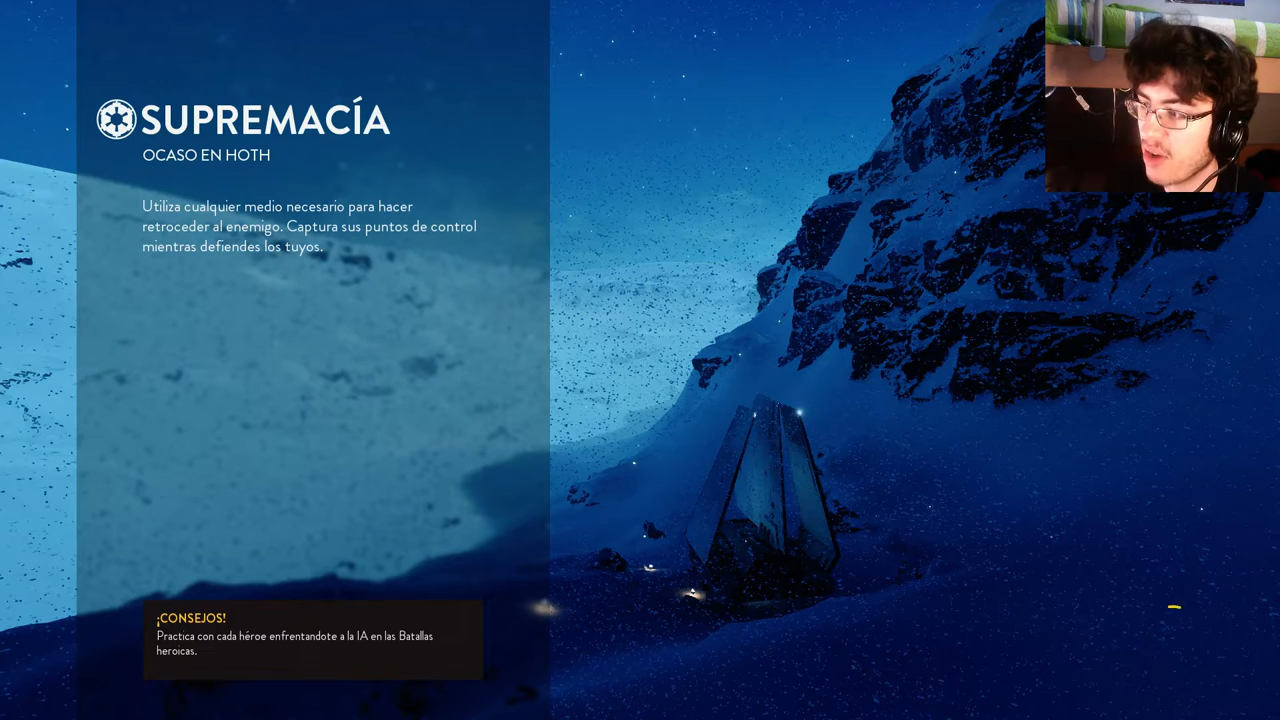 SUPREMACÍA
OCASO EN HOTH
Utiliza cualquier medio necesario para hacer
retroceder al enemigo. Captura sus puntos de control
mientras defiendes los tuyos.
¡CONSEJOS!
Practica con cada héroe enfrentandote a la IA en las Batallas
heroicas.